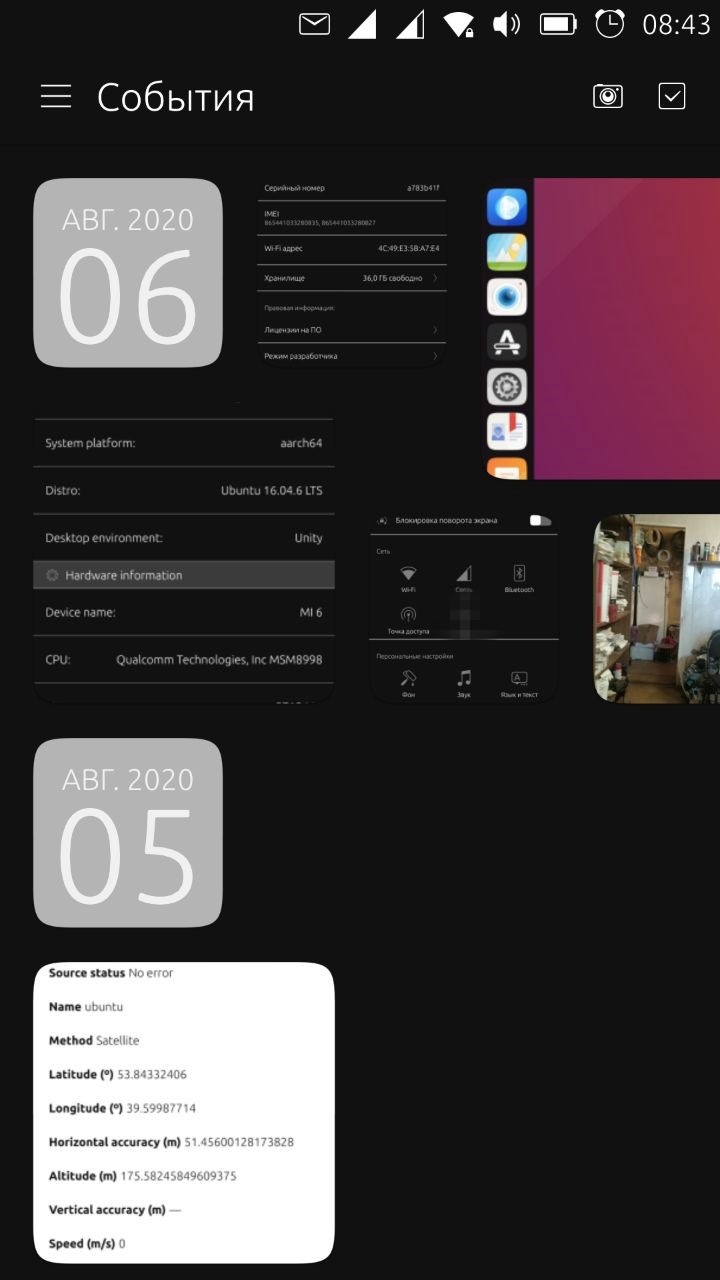 08:43
События
АВГ. 2020
06
Серийный номер a783b41f
IMEI
865441033280835, 865441033280827
Wi-Fi адрес 4C:49:E3:5B:A7:E4
Хранилище 36,0 ГБ свободно
Правовая информация:
Лицензии на ПО
Режим разработчика
System platform: aarch64
Distro: Ubuntu 16.04.6 LTS
Desktop environment: Unity
Hardware information
Device name: MI 6
CPU: Qualcomm Technologies, Inc MSM8998
Блокировка поворота экрана
Сеть
Wi-Fi Связь Bluetooth
Точка доступа
Персональные настройки
Фон Звук Язык и текст
АВГ. 2020
05
Source status No error
Name ubuntu
Method Satellite
Latitude (º) 53.84332406
Longitude (º) 39.59987714
Horizontal accuracy (m) 51.45600128173828
Altitude (m) 175.58245849609375
Vertical accuracy (m) —
Speed (m/s) 0